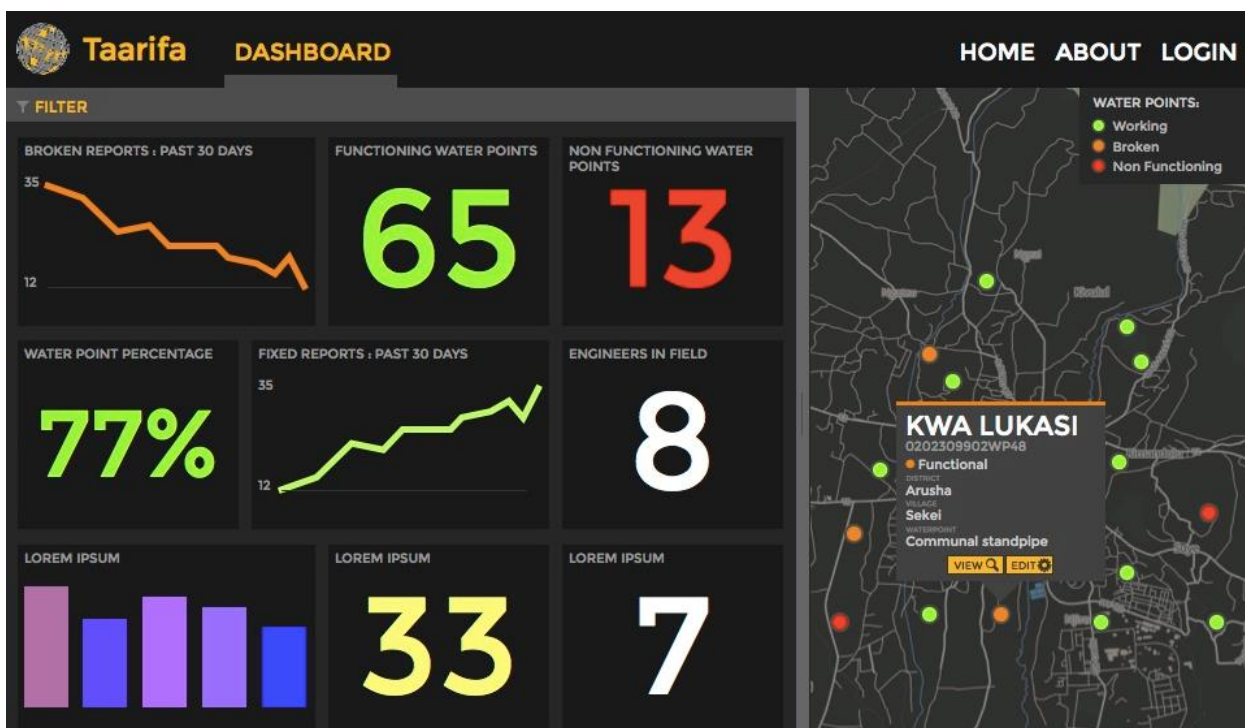 Taarifa
DASHBOARD
HOME ABOUT LOGIN
FILTER
BROKEN REPORTS : PAST 30 DAYS
35
12
FUNCTIONING WATER POINTS
65
NON FUNCTIONING WATER
POINTS
13
WATER POINT PERCENTAGE
77%
FIXED REPORTS : PAST 30 DAYS
35
12
ENGINEERS IN FIELD
8
LOREM IPSUM
LOREM IPSUM
33
LOREM IPSUM
7
WATER POINTS:
Working
Broken
Non Functioning
KWA LUKASI
0202309902WP48
Functional
DISTRICT
Arusha
VILLAGE
Sekei
WATERPOINT
Communal standpipe
VIEW EDIT